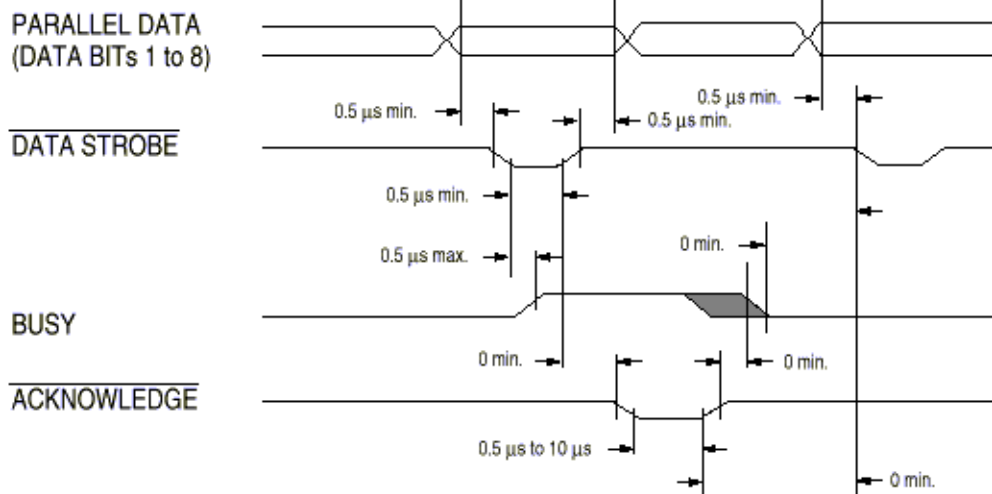 PARALLEL DATA
(DATA BITs 1 to 8)
0.5 µs min.
0.5 µs min.
0.5 µs min.
DATA STROBE
0.5 µs min.
0 min.
0.5 µs max.
BUSY
0 min.
0 min.
ACKNOWLEDGE
0.5 µs to 10 µs
0 min.